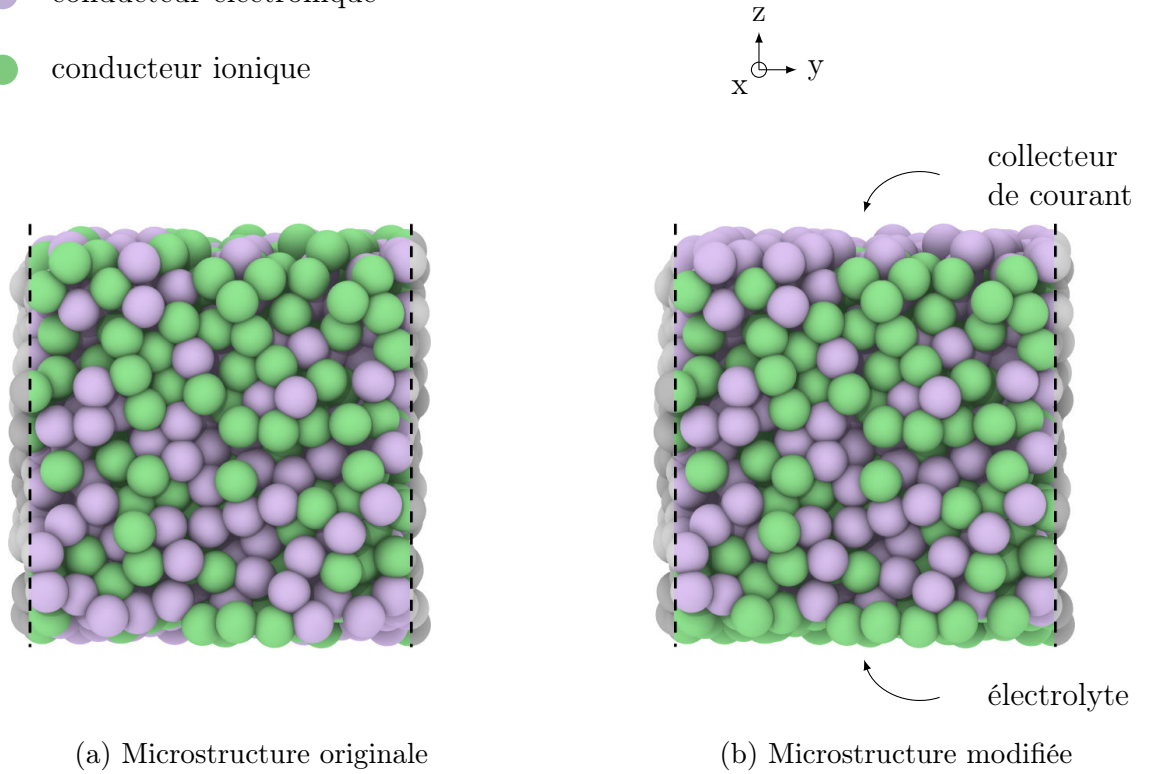 conducteur ionique
z
y
x
collecteur
de courant
électrolyte
(a) Microstructure originale
(b) Microstructure modifiée